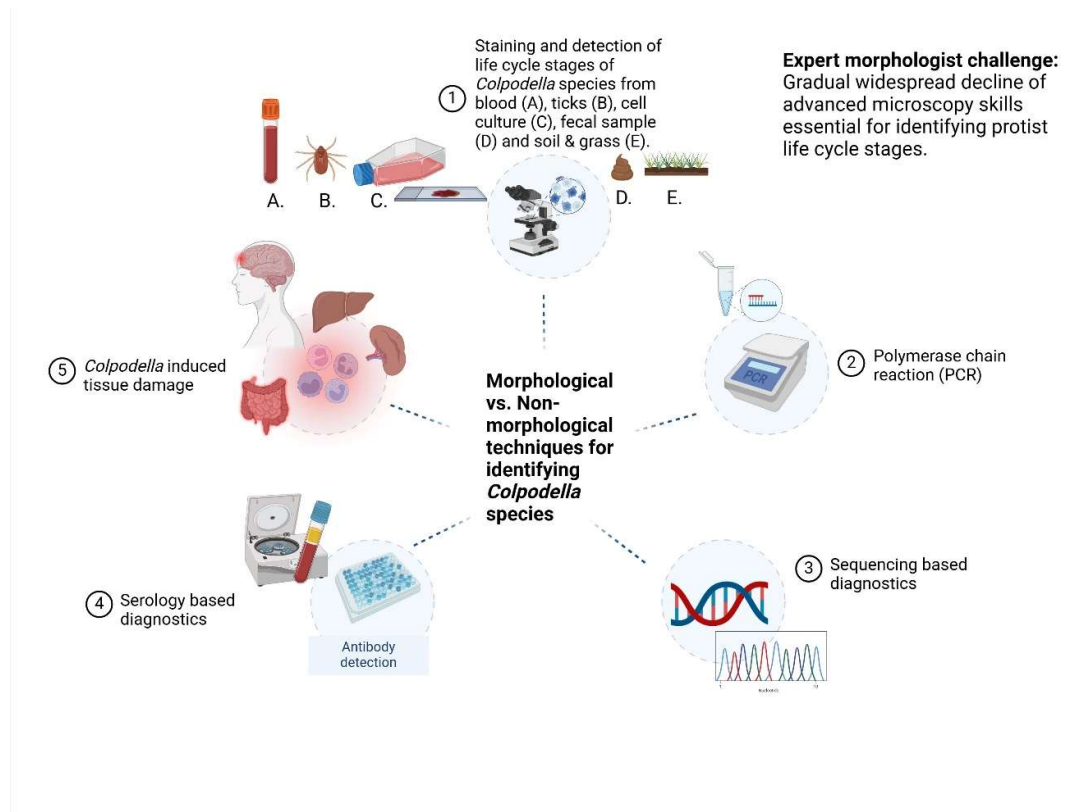 Staining and detection of
life cycle stages of
Colpodella species from
blood (A), ticks (B), cell
culture (C), fecal sample
(D) and soil & grass (E).
1
Expert morphologist challenge:
Gradual widespread decline of
advanced microscopy skills
essential for identifying protist
life cycle stages.
A.
B.
C.
D.
E.
2
Polymerase chain
reaction (PCR)
PCR
5
Colpodella induced
tissue damage
Morphological
vs. Non-
morphological
techniques for
identifying
Colpodella
species
3
Sequencing based
diagnostics
4
Serology based
diagnostics
Antibody
detection